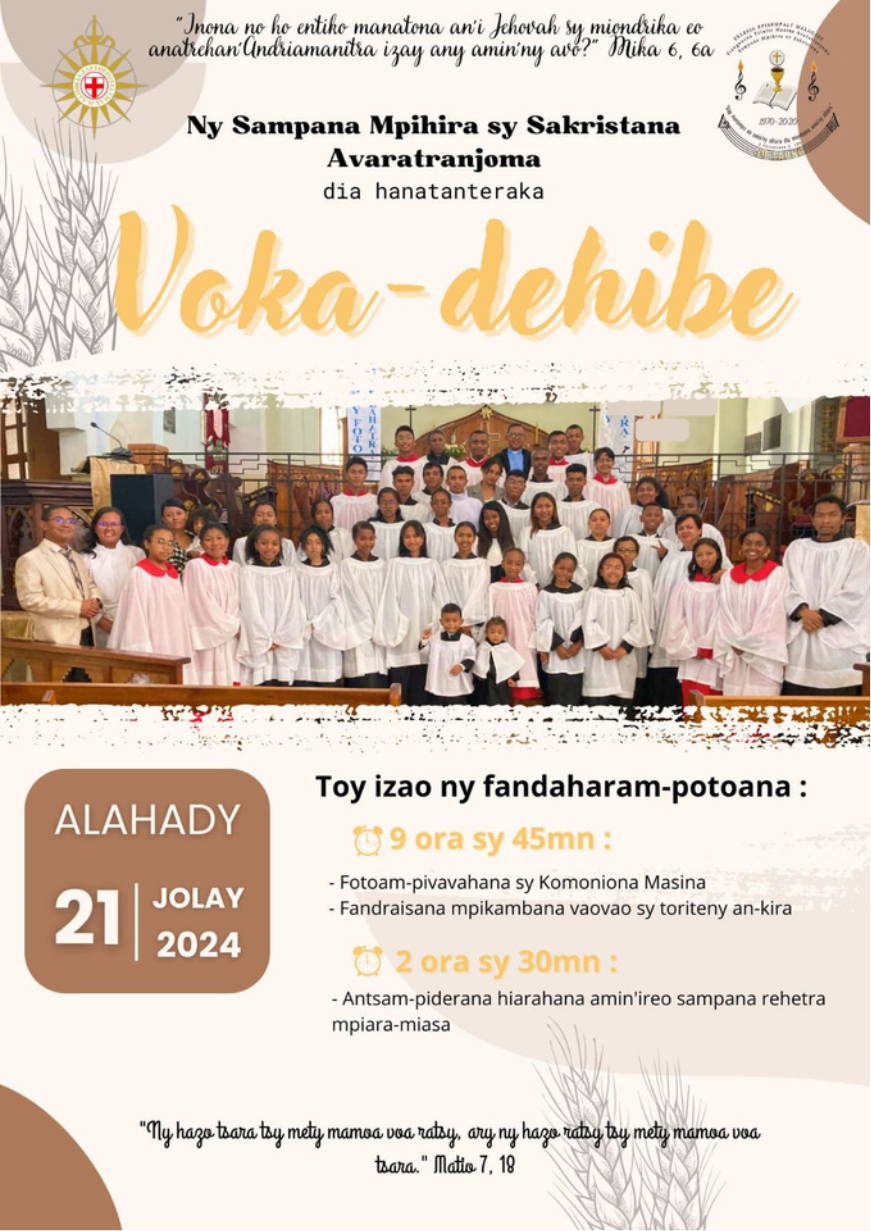 "Inona no ho entiko manatona an'i Jehovah sy miondrika eo
anatrehan'Andriamanitra izay any amin'ny avo?" Mika 6, 6a
1970-2020
Ny Sampana Mpihira sy Sakristana
Avaratranjoma
dia hanatanteraka
Voka-dehibe
ALAHADY
21
JOLAY
2024
Toy izao ny fandaharam-potoana :
9 ora sy 45mn :
- Fotoam-pivavahana sy Komoniona Masina
- Fandraisana mpikambana vaovao sy toriteny an-kira
2 ora sy 30mn :
- Antsam-piderana hiarahana amin'ireo sampana rehetra
mpiara-miasa
"Ny hazo tsara tsy mety mamoa voa ratsy, ary ny hazo ratsy tsy mety mamoa voa
tsara." Matio 7, 18